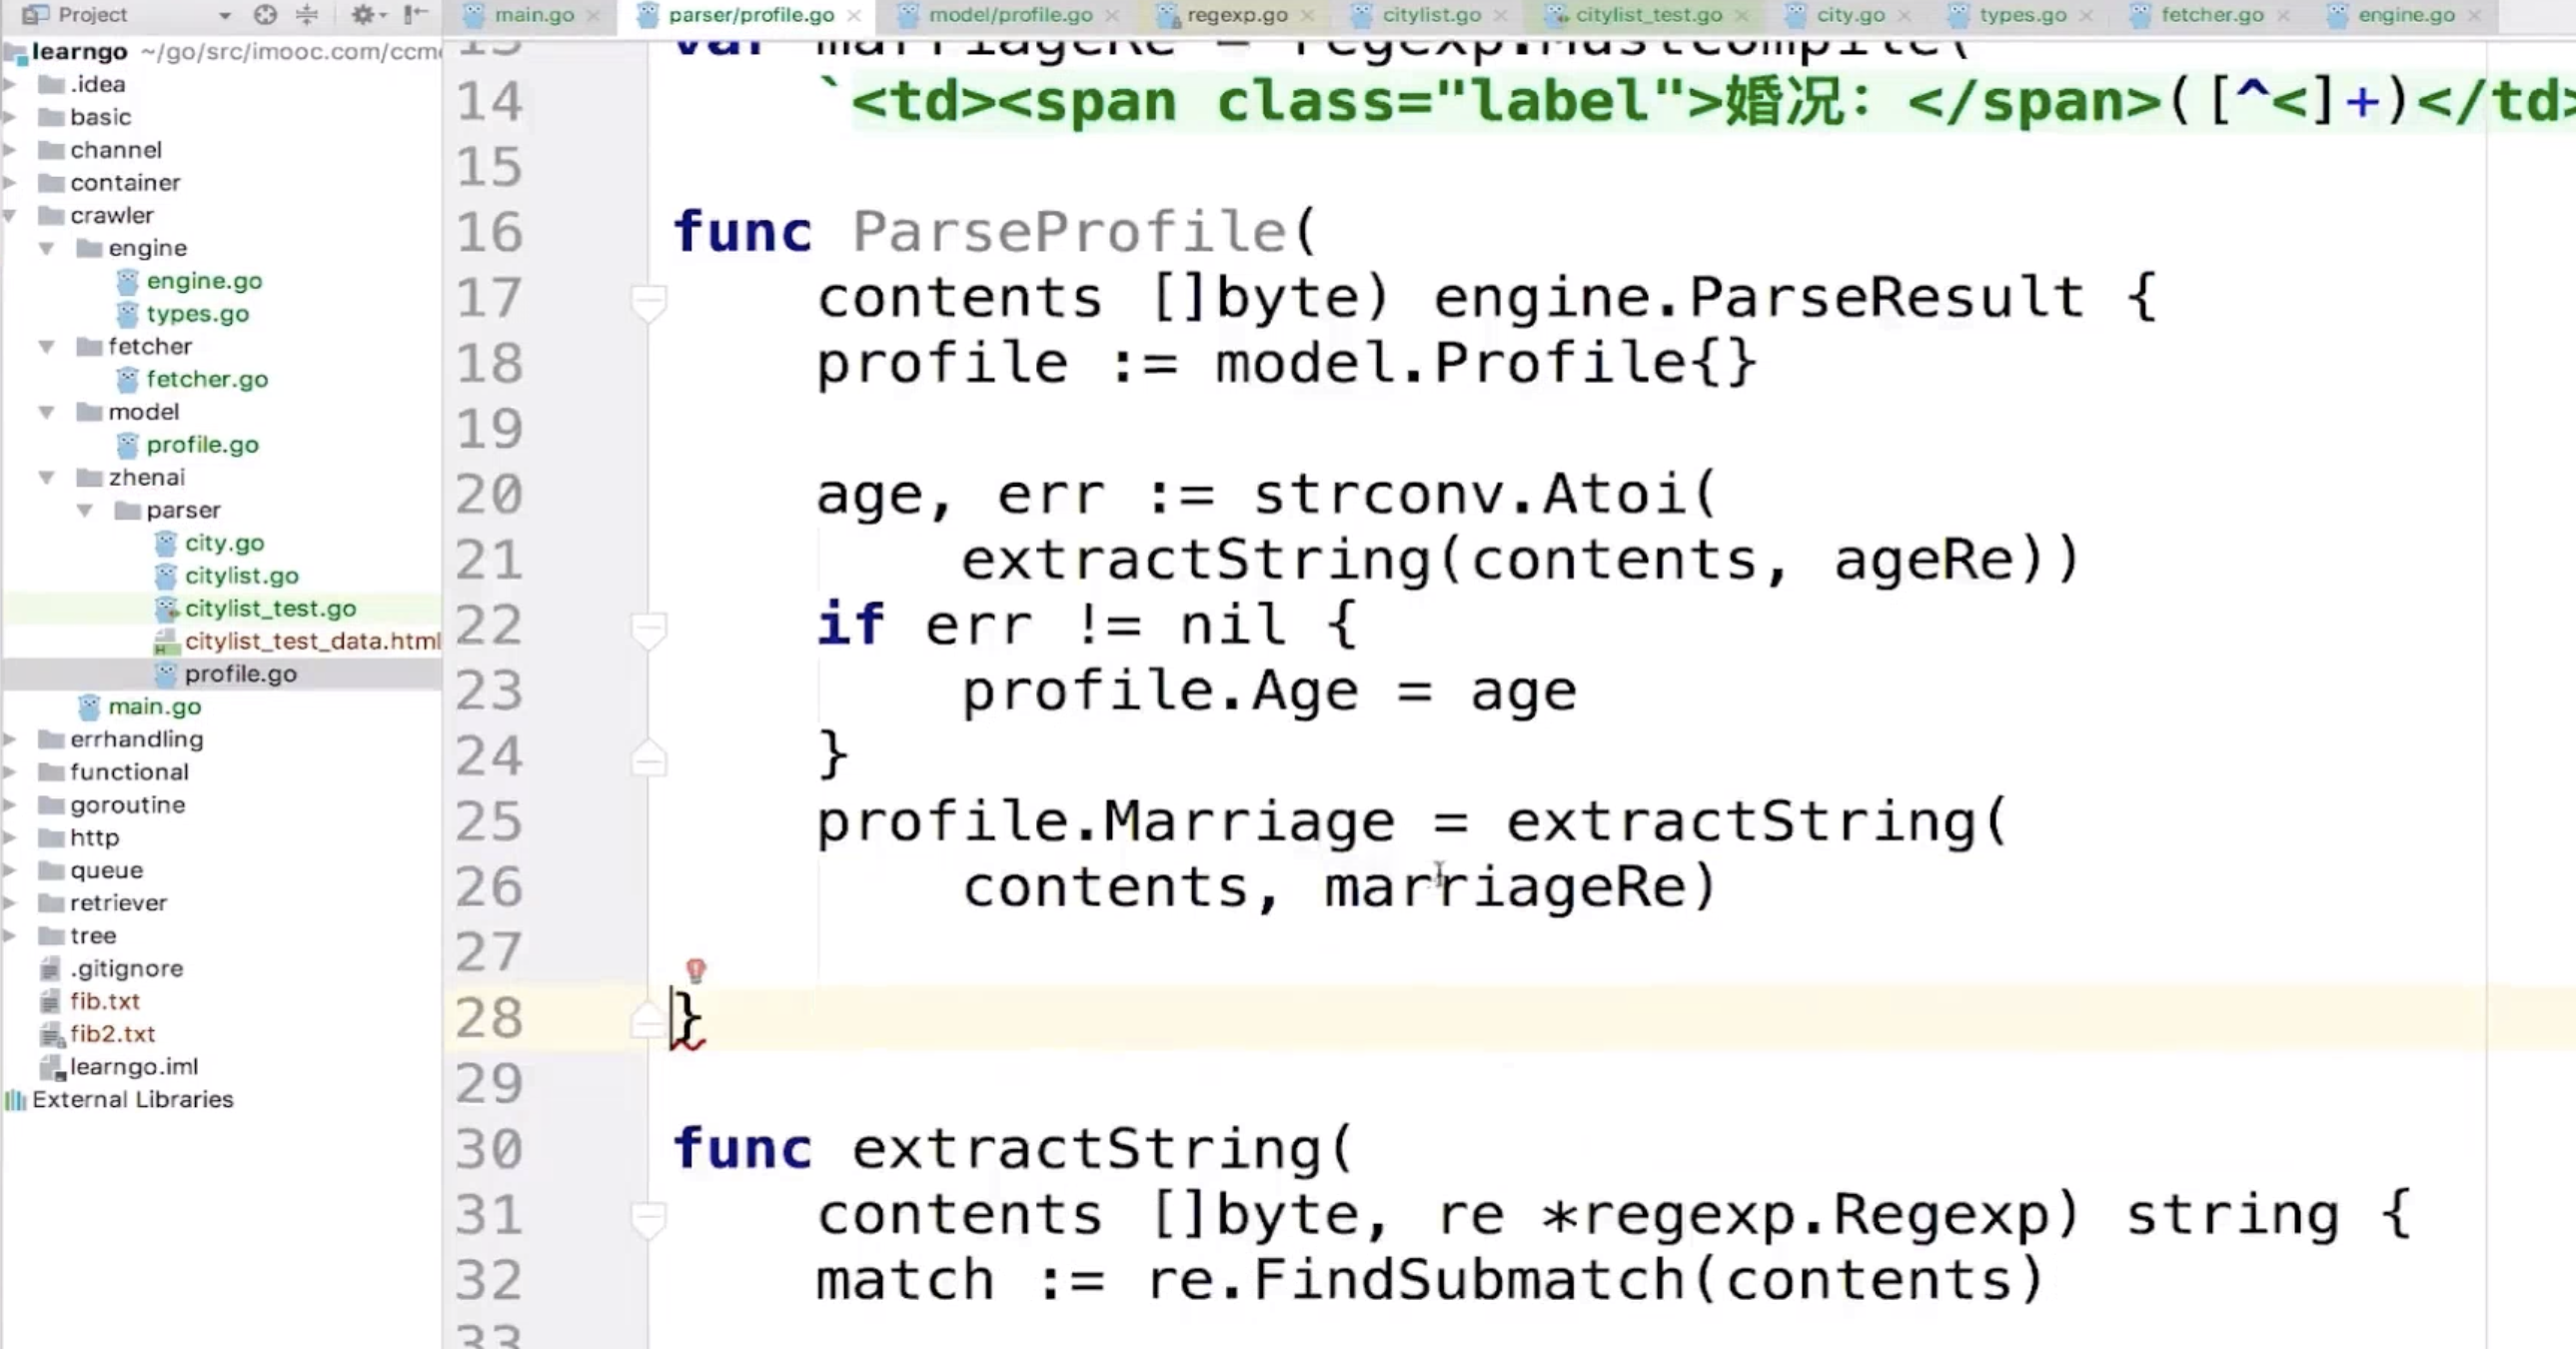 Project
main.go
parser/profile.go
model/profile.go
regexp.go
citylist.go
citylist_test.go
city.go
types.go
fetcher.go
engine.go
learngo ~/go/src/imooc.com/ccm
.idea
basic
channel
container
crawler
engine
engine.go
types.go
fetcher
fetcher.go
model
profile.go
zhenai
parser
city.go
citylist.go
citylist_test.go
citylist_test_data.html
profile.go
main.go
errhandling
functional
goroutine
http
queue
retriever
tree
.gitignore
fib.txt
fib2.txt
learngo.iml
External Libraries
13 var marriageRe = regexp.MustCompile(
14 `<td><span class="label">婚况：</span>([^<]+)</td>
15
16 func ParseProfile(
17 contents []byte) engine.ParseResult {
18 profile := model.Profile{}
19
20 age, err := strconv.Atoi(
21 extractString(contents, ageRe))
22 if err != nil {
23 profile.Age = age
24 }
25 profile.Marriage = extractString(
26 contents, marriageRe)
27
28 }
29
30 func extractString(
31 contents []byte, re *regexp.Regexp) string {
32 match := re.FindSubmatch(contents)
33